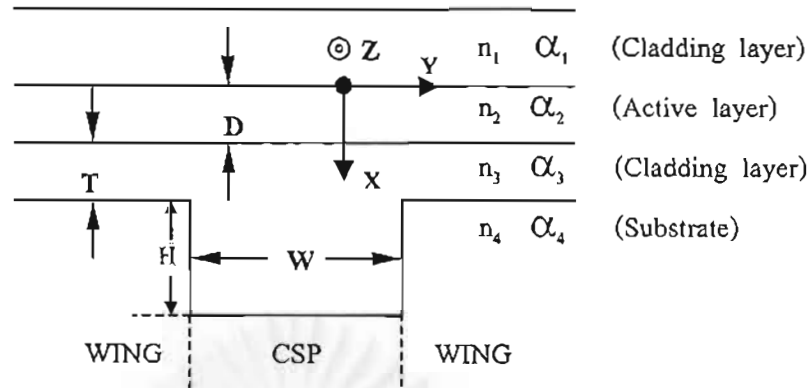 Z n₁ α₁ (Cladding layer)
Y
n₂ α₂ (Active layer)
D
X n₃ α₃ (Cladding layer)
T
n₄ α₄ (Substrate)
H W
WING CSP WING